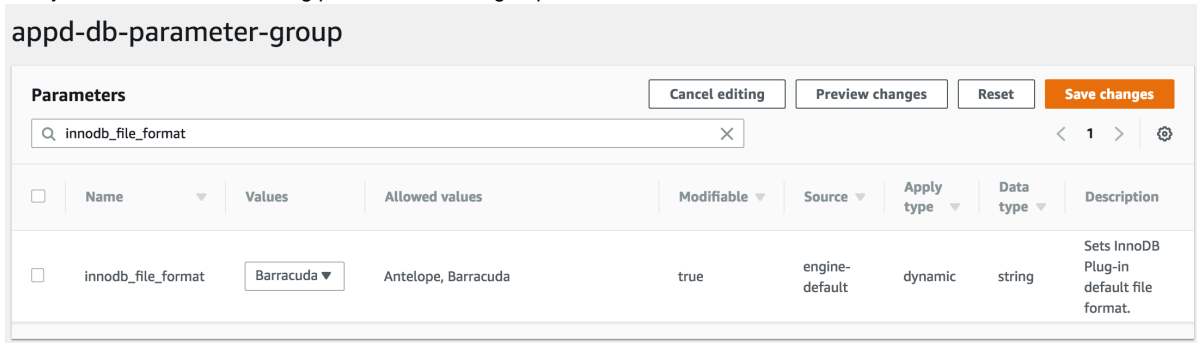 appd-db-parameter-group
Parameters
Cancel editing
Preview changes
Reset
Save changes
innodb_file_format
1
Name
Values
Allowed values
Modifiable
Source
Apply type
Data type
Description
innodb_file_format
Barracuda
Antelope, Barracuda
true
engine-
default
dynamic
string
Sets InnoDB
Plug-in
default file
format.